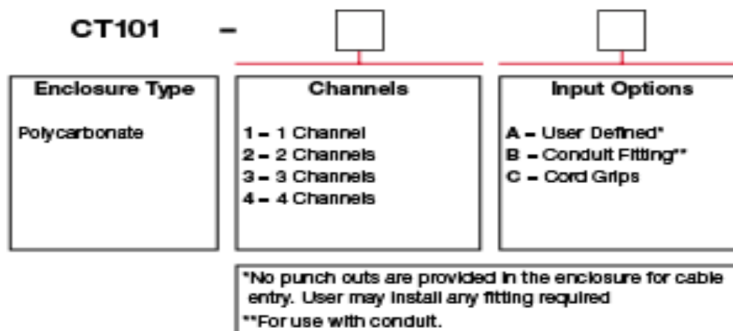 CT101 –
Enclosure Type
Polycarbonate
Channels
1 – 1 Channel
2 – 2 Channels
3 – 3 Channels
4 – 4 Channels
Input Options
A – User Defined*
B – Conduit Fitting**
C – Cord Grips
*No punch outs are provided in the enclosure for cable
entry. User may install any fitting required
**For use with conduit.